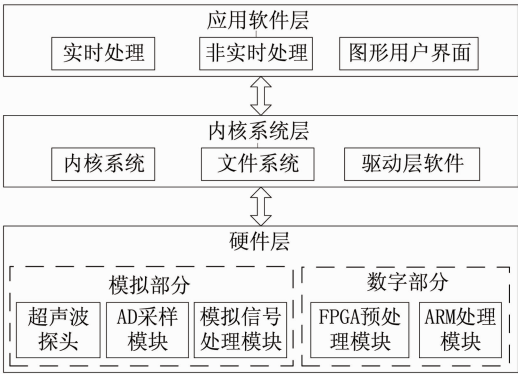 应用软件层
实时处理 非实时处理 图形用户界面
内核系统层
内核系统 文件系统 驱动层软件
硬件层
模拟部分
超声波
探头
AD采样
模块
模拟信号
处理模块
数字部分
FPGA预处
理模块
ARM处理
模块